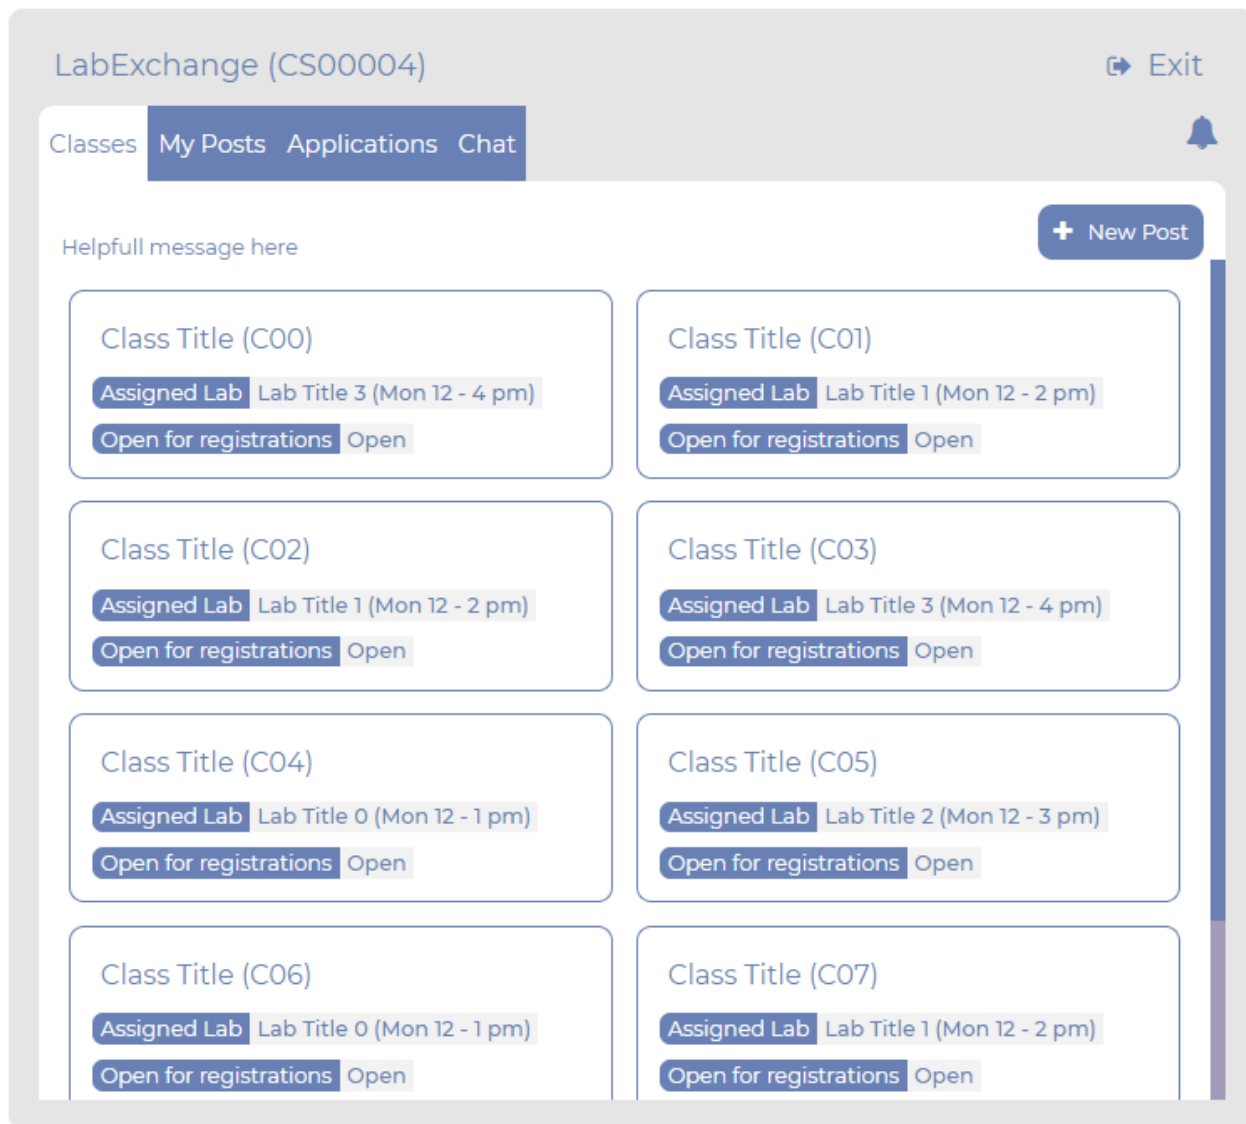 LabExchange (CS00004)
Exit
Classes My Posts Applications Chat
New Post
Helpfull message here
Class Title (C00)
Assigned Lab Lab Title 3 (Mon 12 - 4 pm)
Open for registrations Open
Class Title (C01)
Assigned Lab Lab Title 1 (Mon 12 - 2 pm)
Open for registrations Open
Class Title (C02)
Assigned Lab Lab Title 1 (Mon 12 - 2 pm)
Open for registrations Open
Class Title (C03)
Assigned Lab Lab Title 3 (Mon 12 - 4 pm)
Open for registrations Open
Class Title (C04)
Assigned Lab Lab Title 0 (Mon 12 - 1 pm)
Open for registrations Open
Class Title (C05)
Assigned Lab Lab Title 2 (Mon 12 - 3 pm)
Open for registrations Open
Class Title (C06)
Assigned Lab Lab Title 0 (Mon 12 - 1 pm)
Open for registrations Open
Class Title (C07)
Assigned Lab Lab Title 1 (Mon 12 - 2 pm)
Open for registrations Open